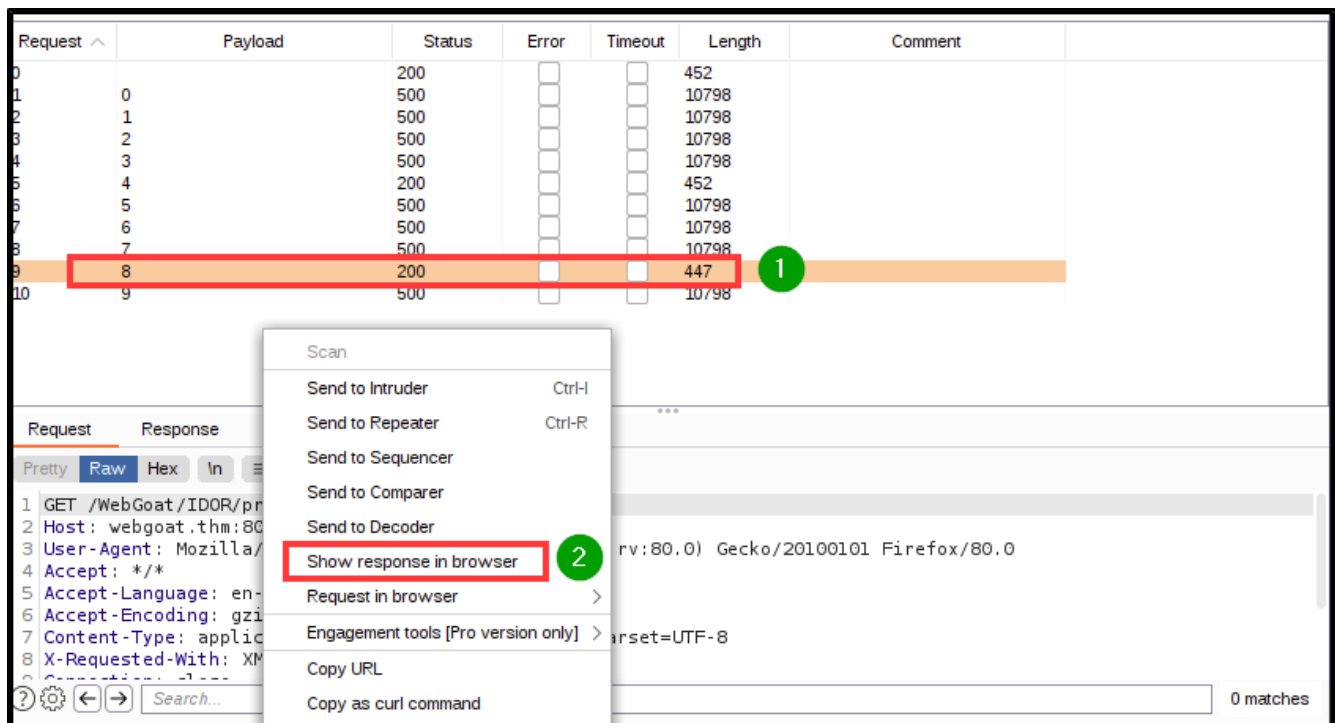 Request Payload Status Error Timeout Length Comment
0 200 452
1 0 500 10798
2 1 500 10798
3 2 500 10798
4 3 500 10798
5 4 200 452
6 5 500 10798
7 6 500 10798
8 7 500 10798
9 8 200 447 1
10 9 500 10798
Scan
Send to Intruder Ctrl-I
Send to Repeater Ctrl-R
Send to Sequencer
Send to Comparer
Send to Decoder
Show response in browser 2
Request in browser
Engagement tools [Pro version only]
Copy URL
Copy as curl command
Request Response
Pretty Raw Hex \n
1 GET /WebGoat/IDOR/pr
2 Host: webgoat.thm:80
3 User-Agent: Mozilla/ rv:80.0) Gecko/20100101 Firefox/80.0
4 Accept: */*
5 Accept-Language: en-
6 Accept-Encoding: gzi
7 Content-Type: applic arset=UTF-8
8 X-Requested-With: XM
Search... 0 matches